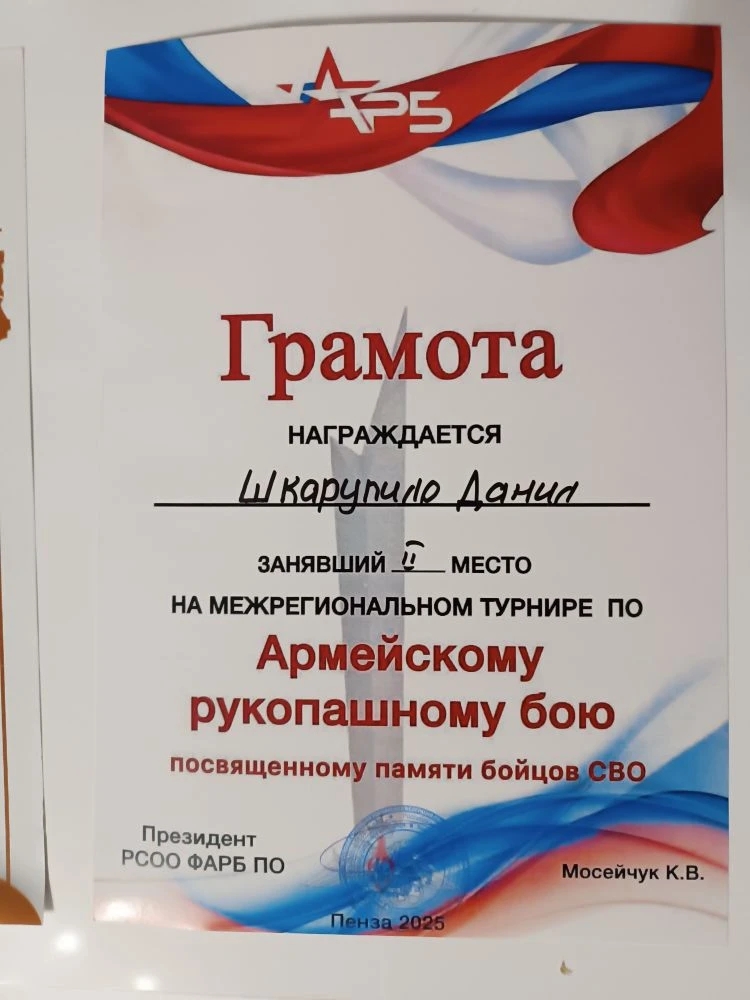 АРБ
Грамота
НАГРАЖДАЕТСЯ
Шкарупило Данил
ЗАНЯВШИЙ II МЕСТО
НА МЕЖРЕГИОНАЛЬНОМ ТУРНИРЕ ПО
Армейскому
рукопашному бою
посвященному памяти бойцов СВО
Президент
РСОО ФАРБ ПО
Мосейчук К.В.
Пенза 2025